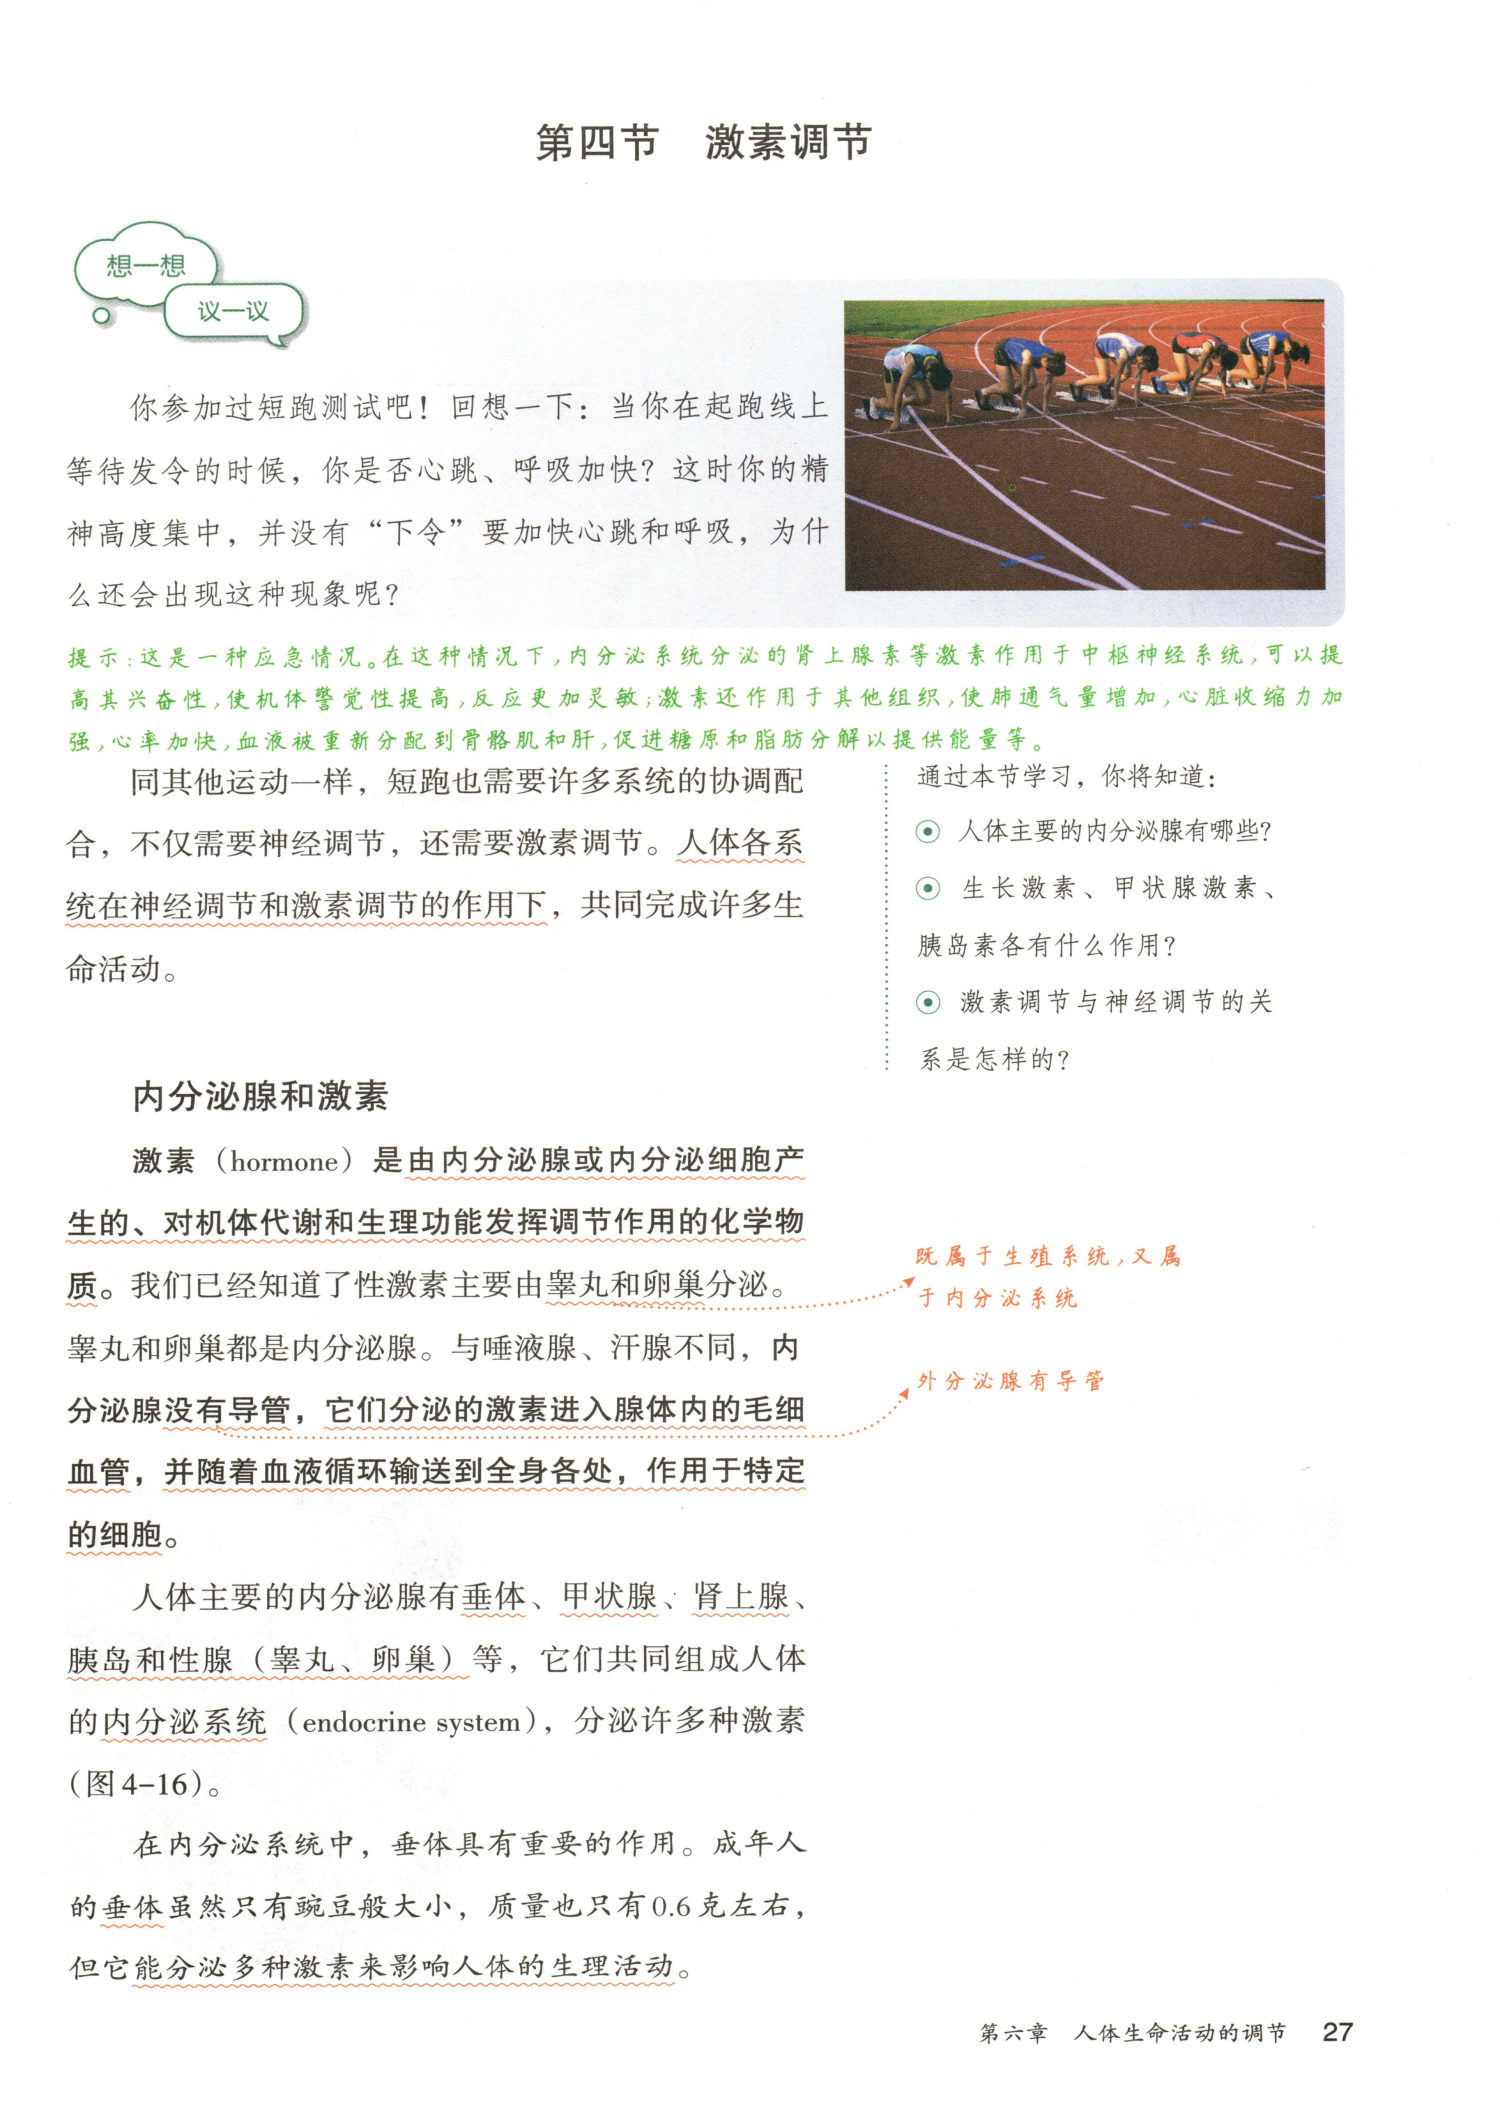 第四节 激素调节
想一想
议一议
你参加过短跑测试吧！回想一下：当你在起跑线上
等待发令的时候，你是否心跳、呼吸加快？这时你的精
神高度集中，并没有“下令”要加快心跳和呼吸，为什
么还会出现这种现象呢？
提示:这是一种应急情况。在这种情况下,内分泌系统分泌的肾上腺素等激素作用于中枢神经系统,可以提
高其兴奋性,使机体警觉性提高,反应更加灵敏;激素还作用于其他组织,使肺通气量增加,心脏收缩力加
强,心率加快,血液被重新分配到骨骼肌和肝,促进糖原和脂肪分解以提供能量等。
同其他运动一样，短跑也需要许多系统的协调配
合，不仅需要神经调节，还需要激素调节。人体各系
统在神经调节和激素调节的作用下，共同完成许多生
命活动。
通过本节学习，你将知道：
人体主要的内分泌腺有哪些？
生长激素、甲状腺激素、
胰岛素各有什么作用？
激素调节与神经调节的关
系是怎样的？
内分泌腺和激素
激素（hormone）是由内分泌腺或内分泌细胞产
生的、对机体代谢和生理功能发挥调节作用的化学物
质。我们已经知道了性激素主要由睾丸和卵巢分泌。
睾丸和卵巢都是内分泌腺。与唾液腺、汗腺不同，内
分泌腺没有导管，它们分泌的激素进入腺体内的毛细
血管，并随着血液循环输送到全身各处，作用于特定
的细胞。
既属于生殖系统,又属
于内分泌系统
外分泌腺有导管
人体主要的内分泌腺有垂体、甲状腺、肾上腺、
胰岛和性腺（睾丸、卵巢）等，它们共同组成人体
的内分泌系统（endocrine system），分泌许多种激素
（图4-16）。
在内分泌系统中，垂体具有重要的作用。成年人
的垂体虽然只有豌豆般大小，质量也只有0.6克左右，
但它能分泌多种激素来影响人体的生理活动。
第六章 人体生命活动的调节 27